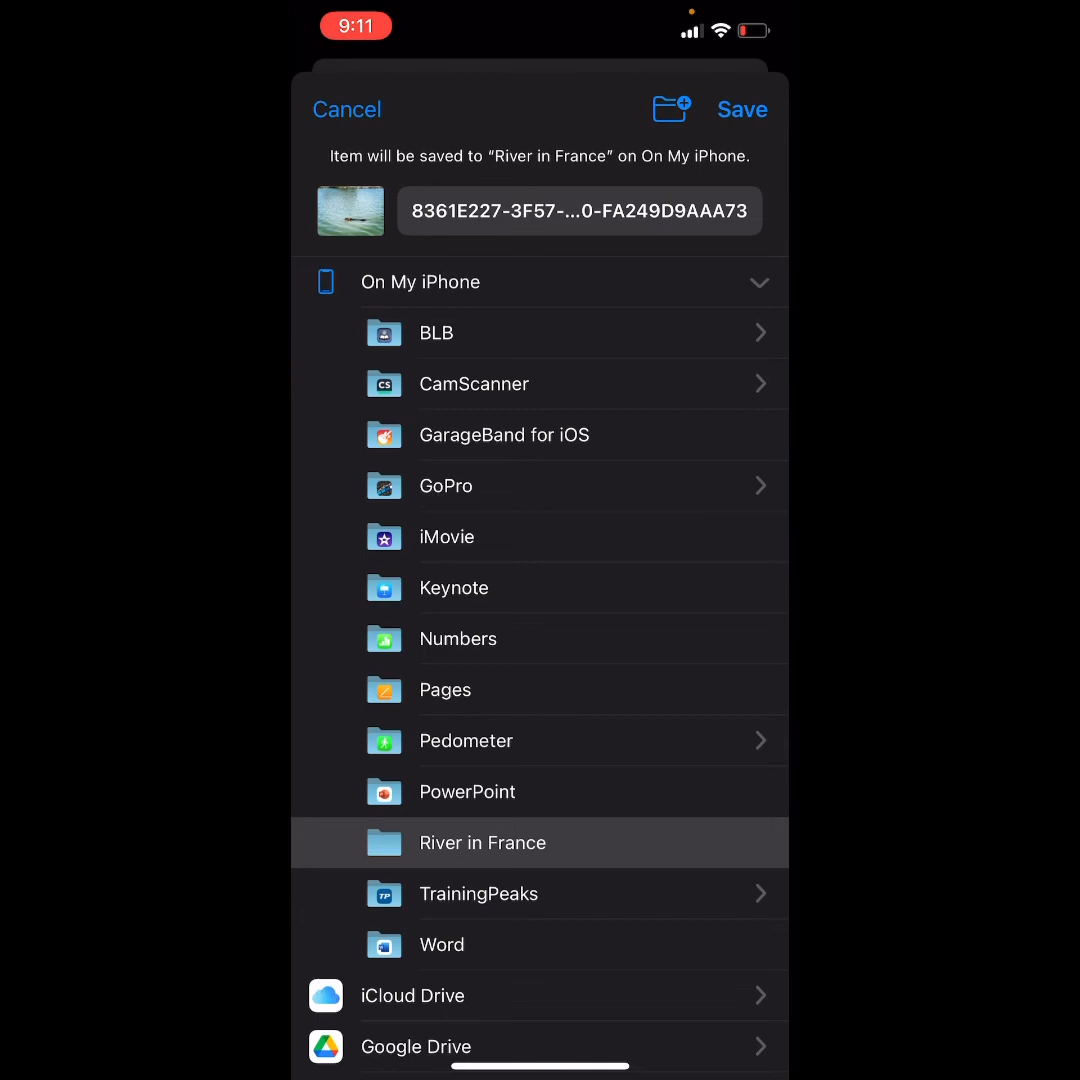 9:11
Cancel
Save
Item will be saved to “River in France” on On My iPhone.
8361E227-3F57-...0-FA249D9AAA73
On My iPhone
BLB
CS
CamScanner
GarageBand for iOS
GoPro
iMovie
Keynote
Numbers
Pages
Pedometer
PowerPoint
River in France
TP
TrainingPeaks
Word
iCloud Drive
Google Drive